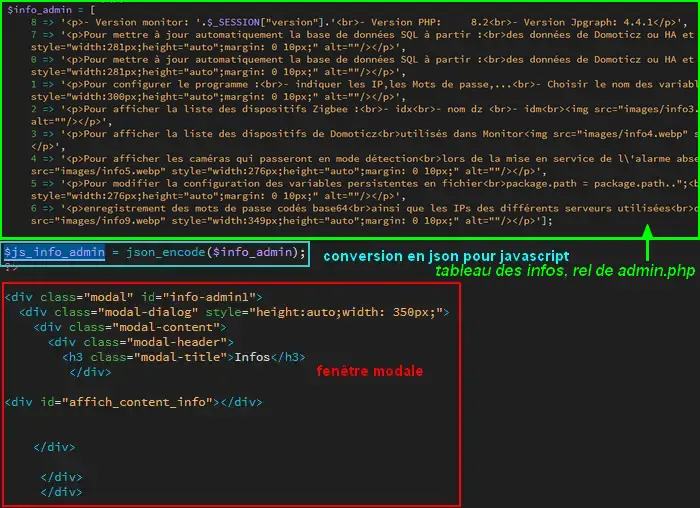 $info_admin = [
8 => '<p>- Version monitor: '.$_SESSION["version"].'<br>- Version PHP: 8.2<br>- Version Jpgraph: 4.4.1</p>',
7 => '<p>Pour mettre à jour automatiquement la base de données SQL à partir :<br>des données de Domoticz ou HA et
style="width:281px;height="auto";margin: 0 10px;" alt=""/></p>',
0 => '<p>Pour mettre à jour automatiquement la base de données SQL à partir :<br>des données de Domoticz ou HA et
style="width:281px;height="auto";margin: 0 10px;" alt=""/></p>',
1 => '<p>Pour configurer le programme :<br>- indiquer les IP,les Mots de passe,...<br>- Choisir le nom des variabl
style="width:300px;height="auto";margin: 0 10px;" alt=""/></p>',
2 => '<p>Pour afficher la liste des dispositifs Zigbee :<br>- idx<br>- nom dz <br>- idm<br><img src="images/info3.
alt=""/></p>',
3 => '<p>Pour afficher la liste des dispositifs de Domoticz<br>utilisés dans Monitor<img src="images/info4.webp" s
</p>',
4 => '<p>Pour afficher les caméras qui passeront en mode détection<br>lors de la mise en service de l\'alarme abse
src="images/info5.webp" style="width:276px;height="auto";margin: 0 10px;" alt=""/></p>',
5 => '<p>Pour modifier la configuration des variables persistentes en fichier<br>package.path = package.path..";<b
style="width:276px;height="auto";margin: 0 10px;" alt=""/></p>',
6 => '<p>enregistrement des mots de passe codés base64<br>ainsi que les IPs des différents serveurs utilisées<br><
src="images/info9.webp" style="width:349px;height="auto";margin: 0 10px;" alt=""/></p>'];
$js_info_admin = json_encode($info_admin);
conversion en json pour javascript
?>
tableau des infos, rel de admin.php
<div class="modal" id="info-admin1">
<div class="modal-dialog" style="height:auto;width: 350px;">
<div class="modal-content">
<div class="modal-header">
<h3 class="modal-title">Infos</h3>
</div>
fenêtre modale
<div id="affich_content_info"></div>
</div>
</div>
</div>